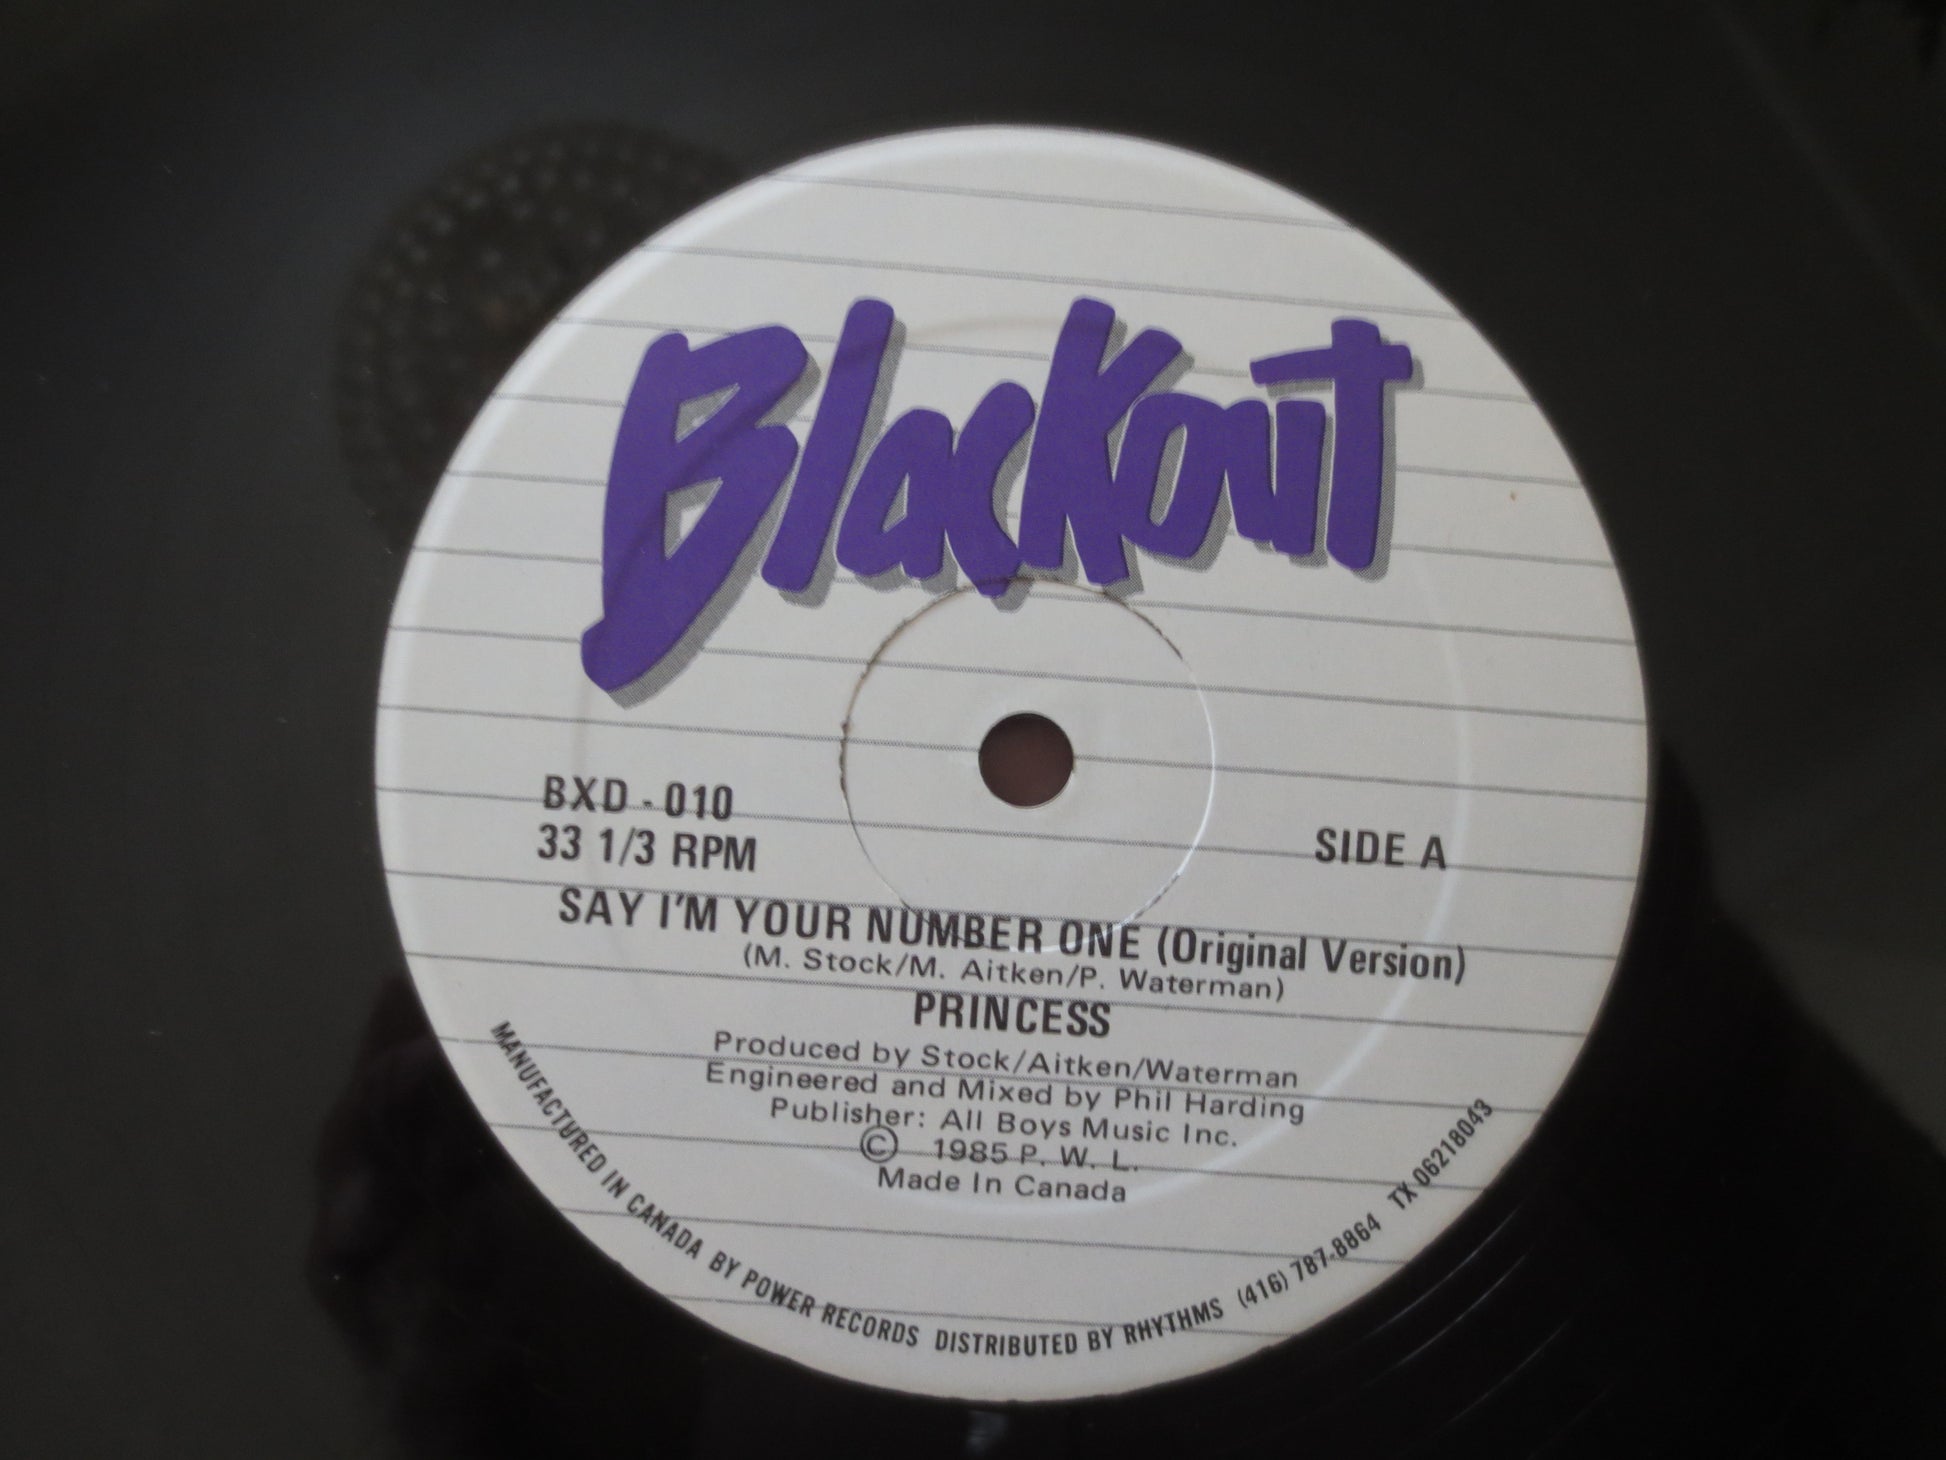 Blackout
BXD - 010
33 1/3 RPM
SIDE A
SAY I'M YOUR NUMBER ONE (Original Version)
(M. Stock/M. Aitken/P. Waterman)
PRINCESS
Produced by Stock/Aitken/Waterman
Engineered and Mixed by Phil Harding
Publisher: All Boys Music Inc.
© 1985 P. W. L.
Made In Canada
MANUFACTURED IN CANADA BY POWER RECORDS DISTRIBUTED BY RHYTHMS (416) 787-8864 TX 06218043